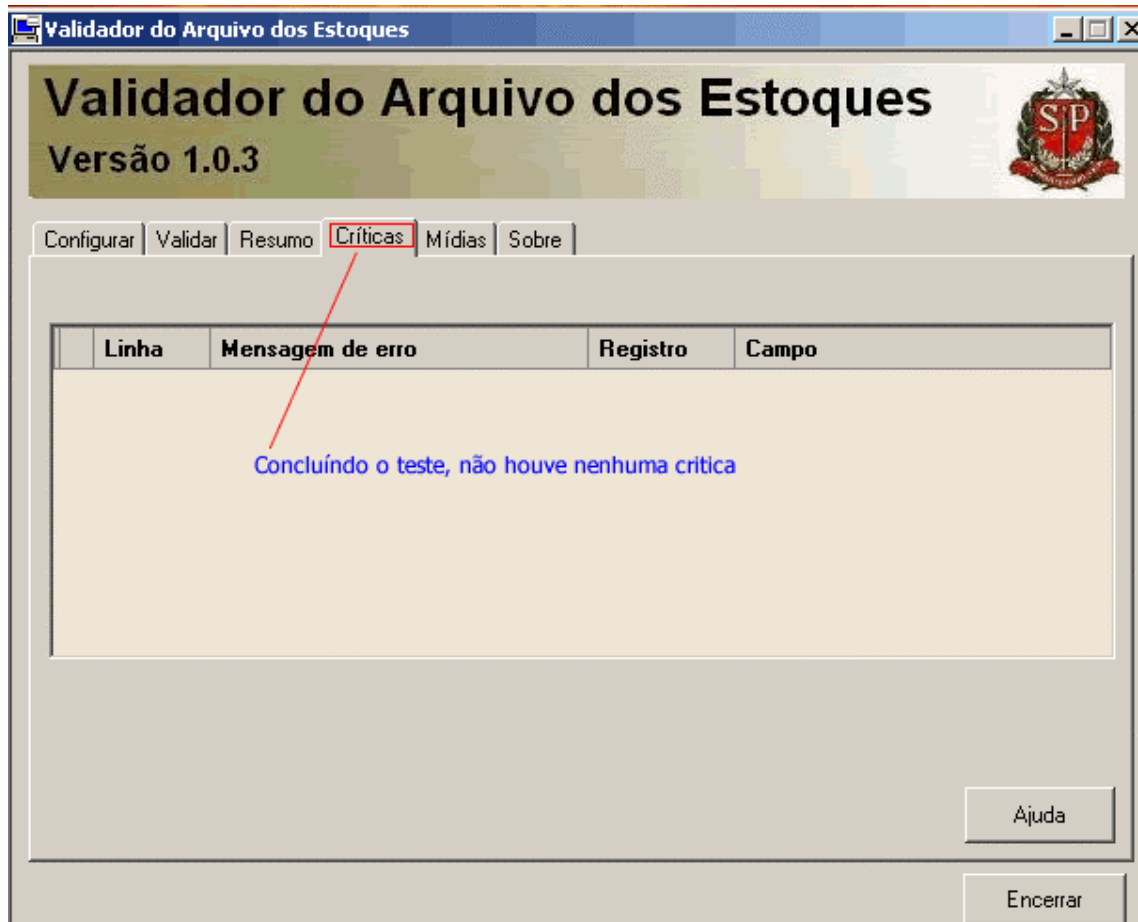 Validador do Arquivo dos Estoques
Validador do Arquivo dos Estoques
Versão 1.0.3
SP
Configurar Validar Resumo Críticas Mídias Sobre
Linha Mensagem de erro Registro Campo
Concluíndo o teste, não houve nenhuma critica
Ajuda
Encerrar